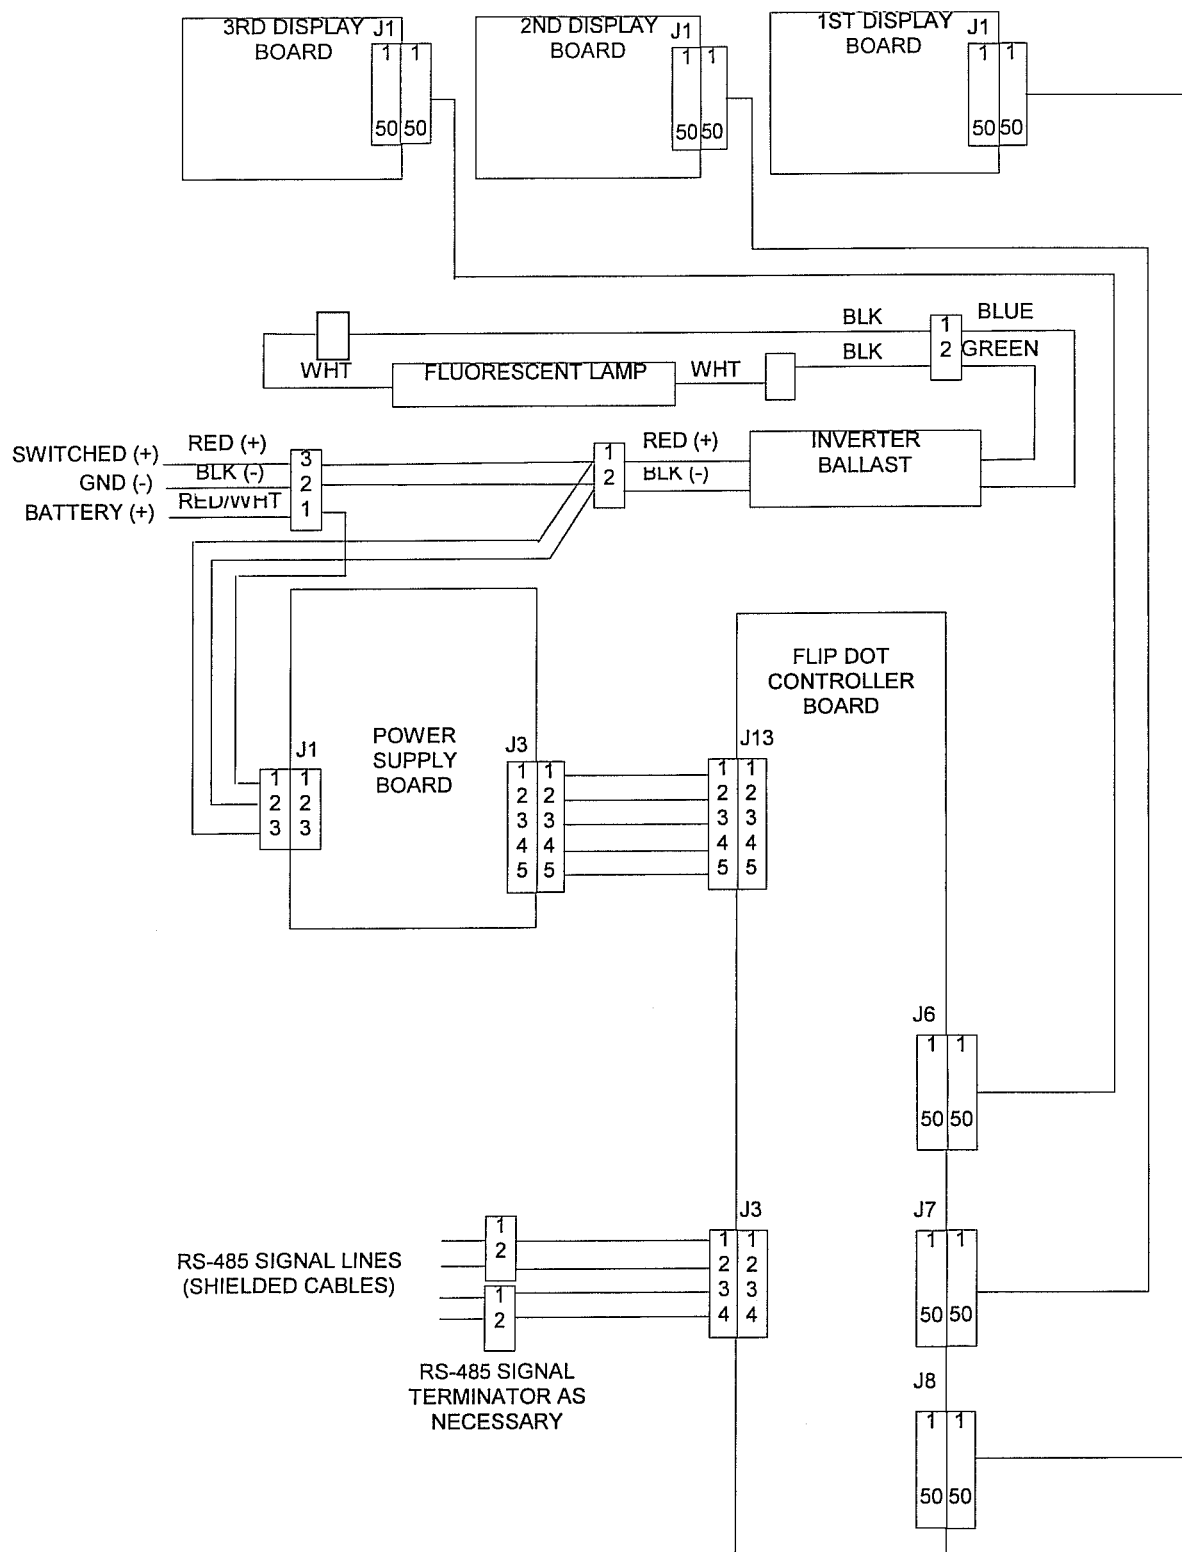 3RD DISPLAY
BOARD
J1
1 1
50 50
2ND DISPLAY
BOARD
J1
1 1
50 50
1ST DISPLAY
BOARD
J1
1 1
50 50
BLK
1
BLUE
BLK
2
GREEN
WHT
FLUORESCENT LAMP
WHT
SWITCHED (+)
RED (+)
3
GND (-)
BLK (-)
2
BATTERY (+)
RED/WHT
1
1
RED (+)
2
BLK (-)
INVERTER
BALLAST
POWER
SUPPLY
BOARD
J1
1 1
2 2
3 3
J3
1 1
2 2
3 3
4 4
5 5
FLIP DOT
CONTROLLER
BOARD
J13
1 1
2 2
3 3
4 4
5 5
J6
1 1
50 50
RS-485 SIGNAL LINES
(SHIELDED CABLES)
1
2
1
2
RS-485 SIGNAL
TERMINATOR AS
NECESSARY
J3
1 1
2 2
3 3
4 4
J7
1 1
50 50
J8
1 1
50 50